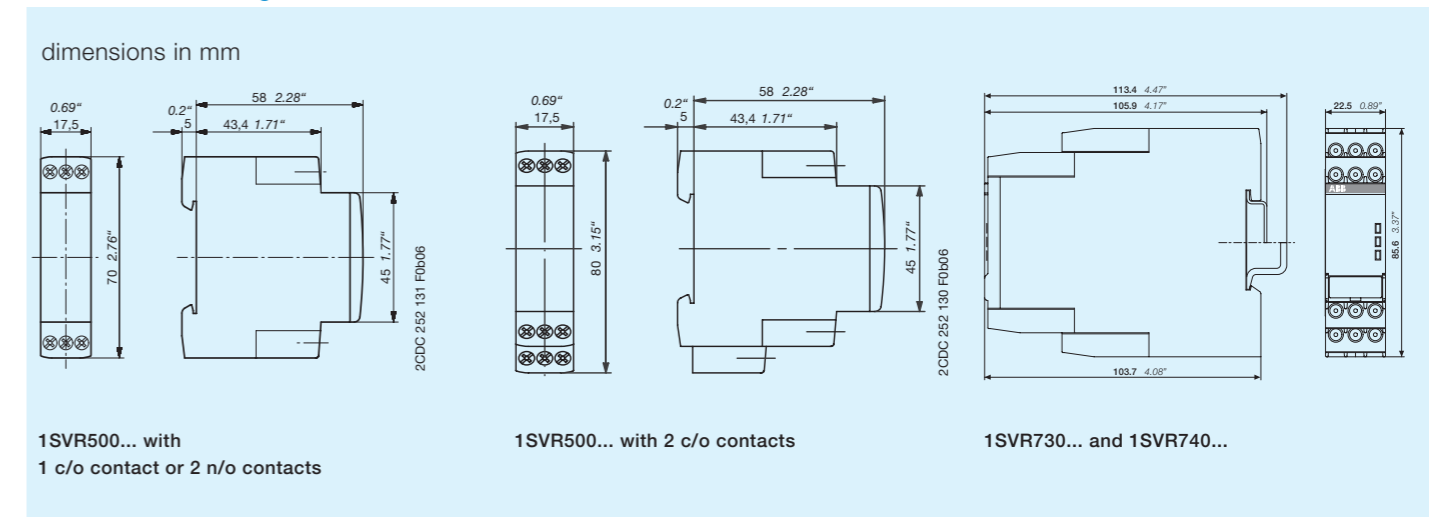 dimensions in mm
0.69“
17,5
70 2.76“
0.2“
5
58 2.28“
43,4 1.71“
45 1.77“
2CDC 252 131 F0b06
0.69“
17,5
80 3.15“
0.2“
5
58 2.28“
43,4 1.71“
45 1.77“
2CDC 252 130 F0b06
113.4 4.47"
105.9 4.17"
103.7 4.08"
22.5 0.89"
ABB
85.6 3.37"
1SVR500... with
1 c/o contact or 2 n/o contacts
1SVR500... with 2 c/o contacts
1SVR730... and 1SVR740...